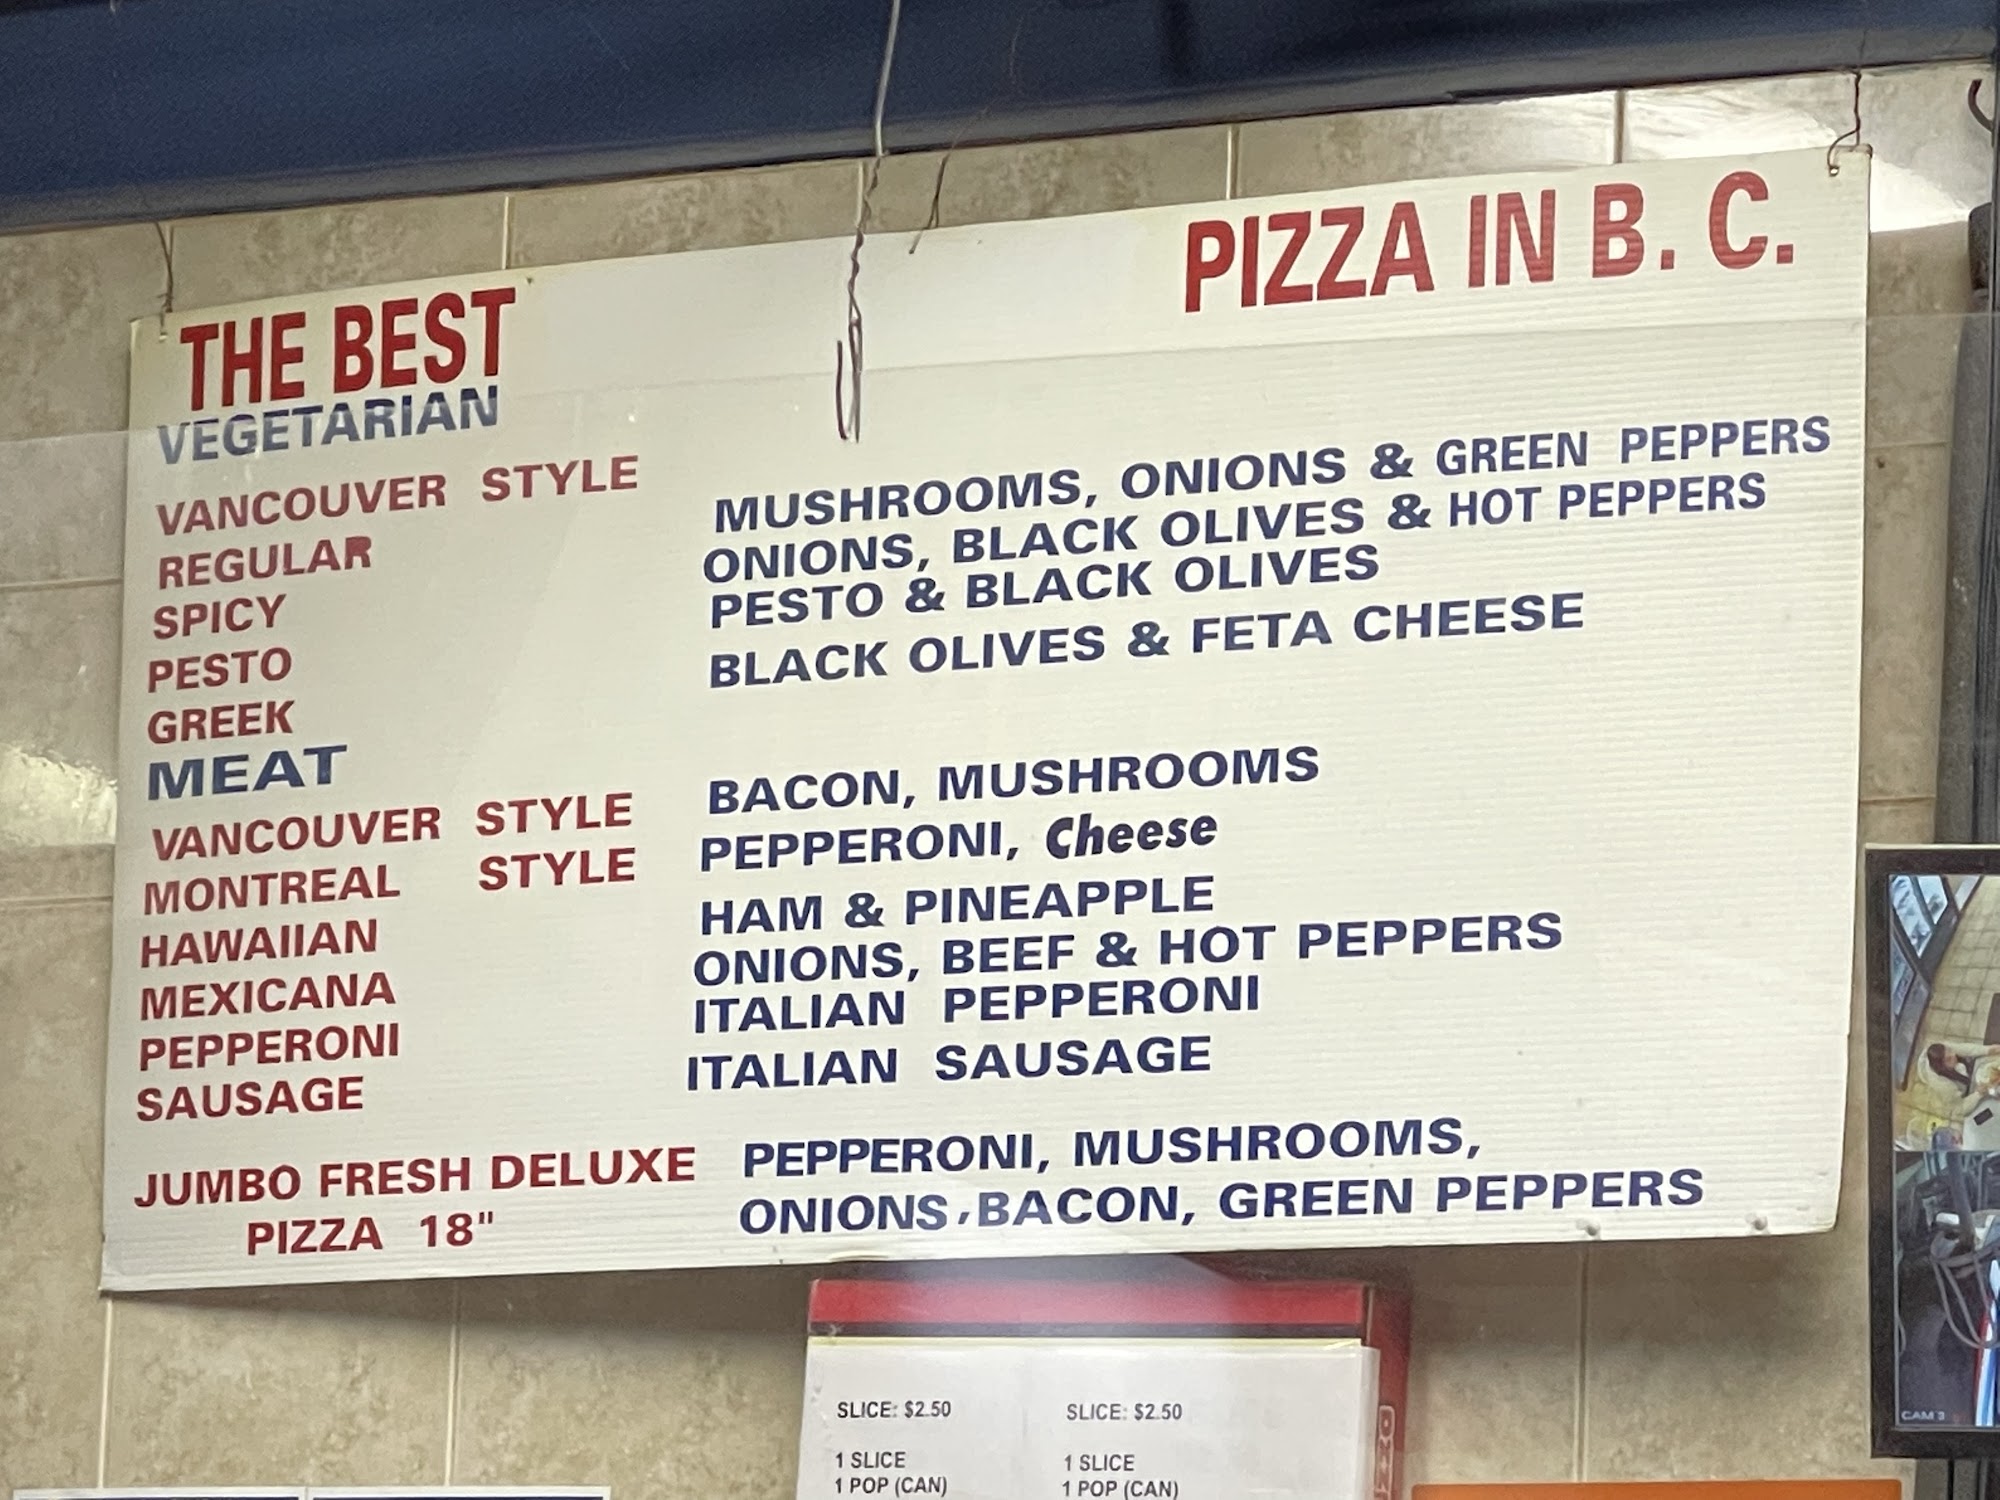 THE BEST PIZZA IN B. C.
VEGETARIAN
VANCOUVER STYLE
REGULAR MUSHROOMS, ONIONS & GREEN PEPPERS
SPICY ONIONS, BLACK OLIVES & HOT PEPPERS
PESTO PESTO & BLACK OLIVES
GREEK BLACK OLIVES & FETA CHEESE
MEAT
VANCOUVER STYLE BACON, MUSHROOMS
MONTREAL STYLE PEPPERONI, Cheese
HAWAIIAN HAM & PINEAPPLE
MEXICANA ONIONS, BEEF & HOT PEPPERS
PEPPERONI ITALIAN PEPPERONI
SAUSAGE ITALIAN SAUSAGE
JUMBO FRESH DELUXE PEPPERONI, MUSHROOMS,
PIZZA 18" ONIONS, BACON, GREEN PEPPERS
SLICE: $2.50 SLICE: $2.50
1 SLICE 1 SLICE
1 POP (CAN) 1 POP (CAN)
CAM 3